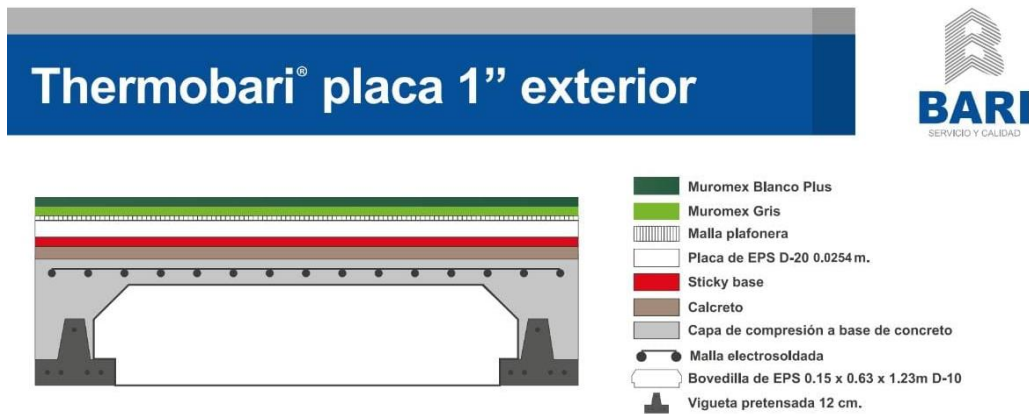 Thermobari® placa 1” exterior
BARI
SERVICIO Y CALIDAD
Muromex Blanco Plus
Muromex Gris
Malla plafonera
Placa de EPS D-20 0.0254 m.
Sticky base
Calcreto
Capa de compresión a base de concreto
Malla electrosoldada
Bovedilla de EPS 0.15 x 0.63 x 1.23m D-10
Vigueta pretensada 12 cm.